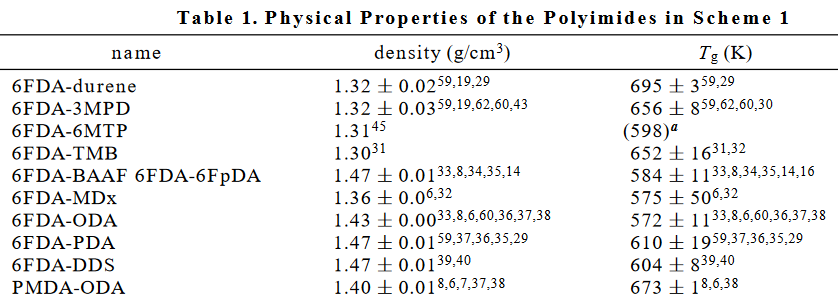 Table 1. Physical Properties of the Polyimides in Scheme 1
name density (g/cm³) Tg (K)
6FDA-durene 1.32 ± 0.02⁵⁹,¹⁹,²⁹ 695 ± 3⁵⁹,²⁹
6FDA-3MPD 1.32 ± 0.03⁵⁹,¹⁹,⁶²,⁶⁰,⁴³ 656 ± 8⁵⁹,⁶²,⁶⁰,³⁰
6FDA-6MTP 1.31⁴⁵ (598)ᵃ
6FDA-TMB 1.30³¹ 652 ± 16³¹,³²
6FDA-BAAF 6FDA-6FpDA 1.47 ± 0.01³³,⁸,³⁴,³⁵,¹⁴ 584 ± 11³³,⁸,³⁴,³⁵,¹⁴,¹⁶
6FDA-MDx 1.36 ± 0.0⁶,³² 575 ± 50⁶,³²
6FDA-ODA 1.43 ± 0.00³³,⁸,⁶,⁶⁰,³⁶,³⁷,³⁸ 572 ± 11³³,⁸,⁶,⁶⁰,³⁶,³⁷,³⁸
6FDA-PDA 1.47 ± 0.01⁵⁹,³⁷,³⁶,³⁵,²⁹ 610 ± 19⁵⁹,³⁷,³⁶,³⁵,²⁹
6FDA-DDS 1.47 ± 0.01³⁹,⁴⁰ 604 ± 8³⁹,⁴⁰
PMDA-ODA 1.40 ± 0.01⁸,⁶,⁷,³⁷,³⁸ 673 ± 1⁸,⁶,³⁸